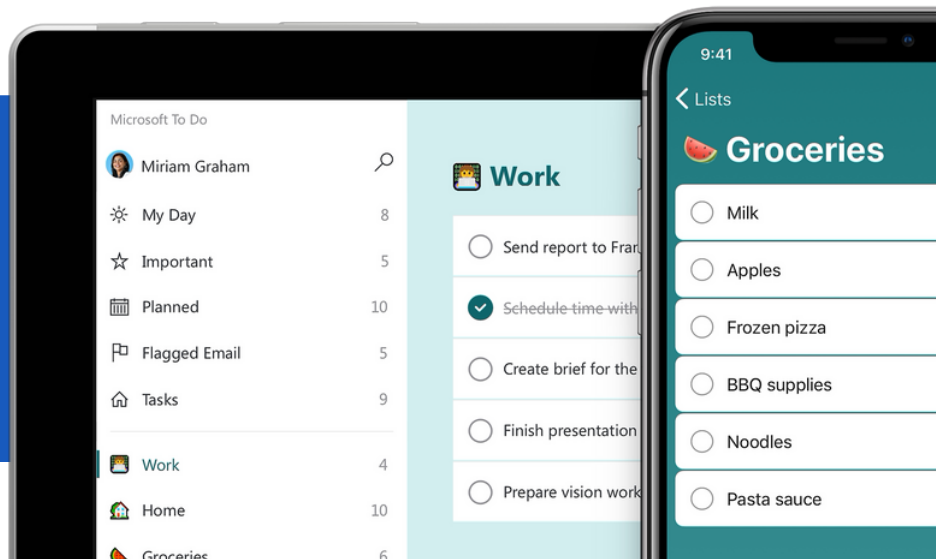 Microsoft To Do
Miriam Graham
My Day 8
Important 5
Planned 10
Flagged Email 5
Tasks 9
Work 4
Home 10
Groceries 6
Work
Send report to
Schedule time with
Create brief for the
Finish presentation
Prepare vision
9:41
Lists
Groceries
Milk
Apples
Frozen pizza
BBQ supplies
Noodles
Pasta sauce